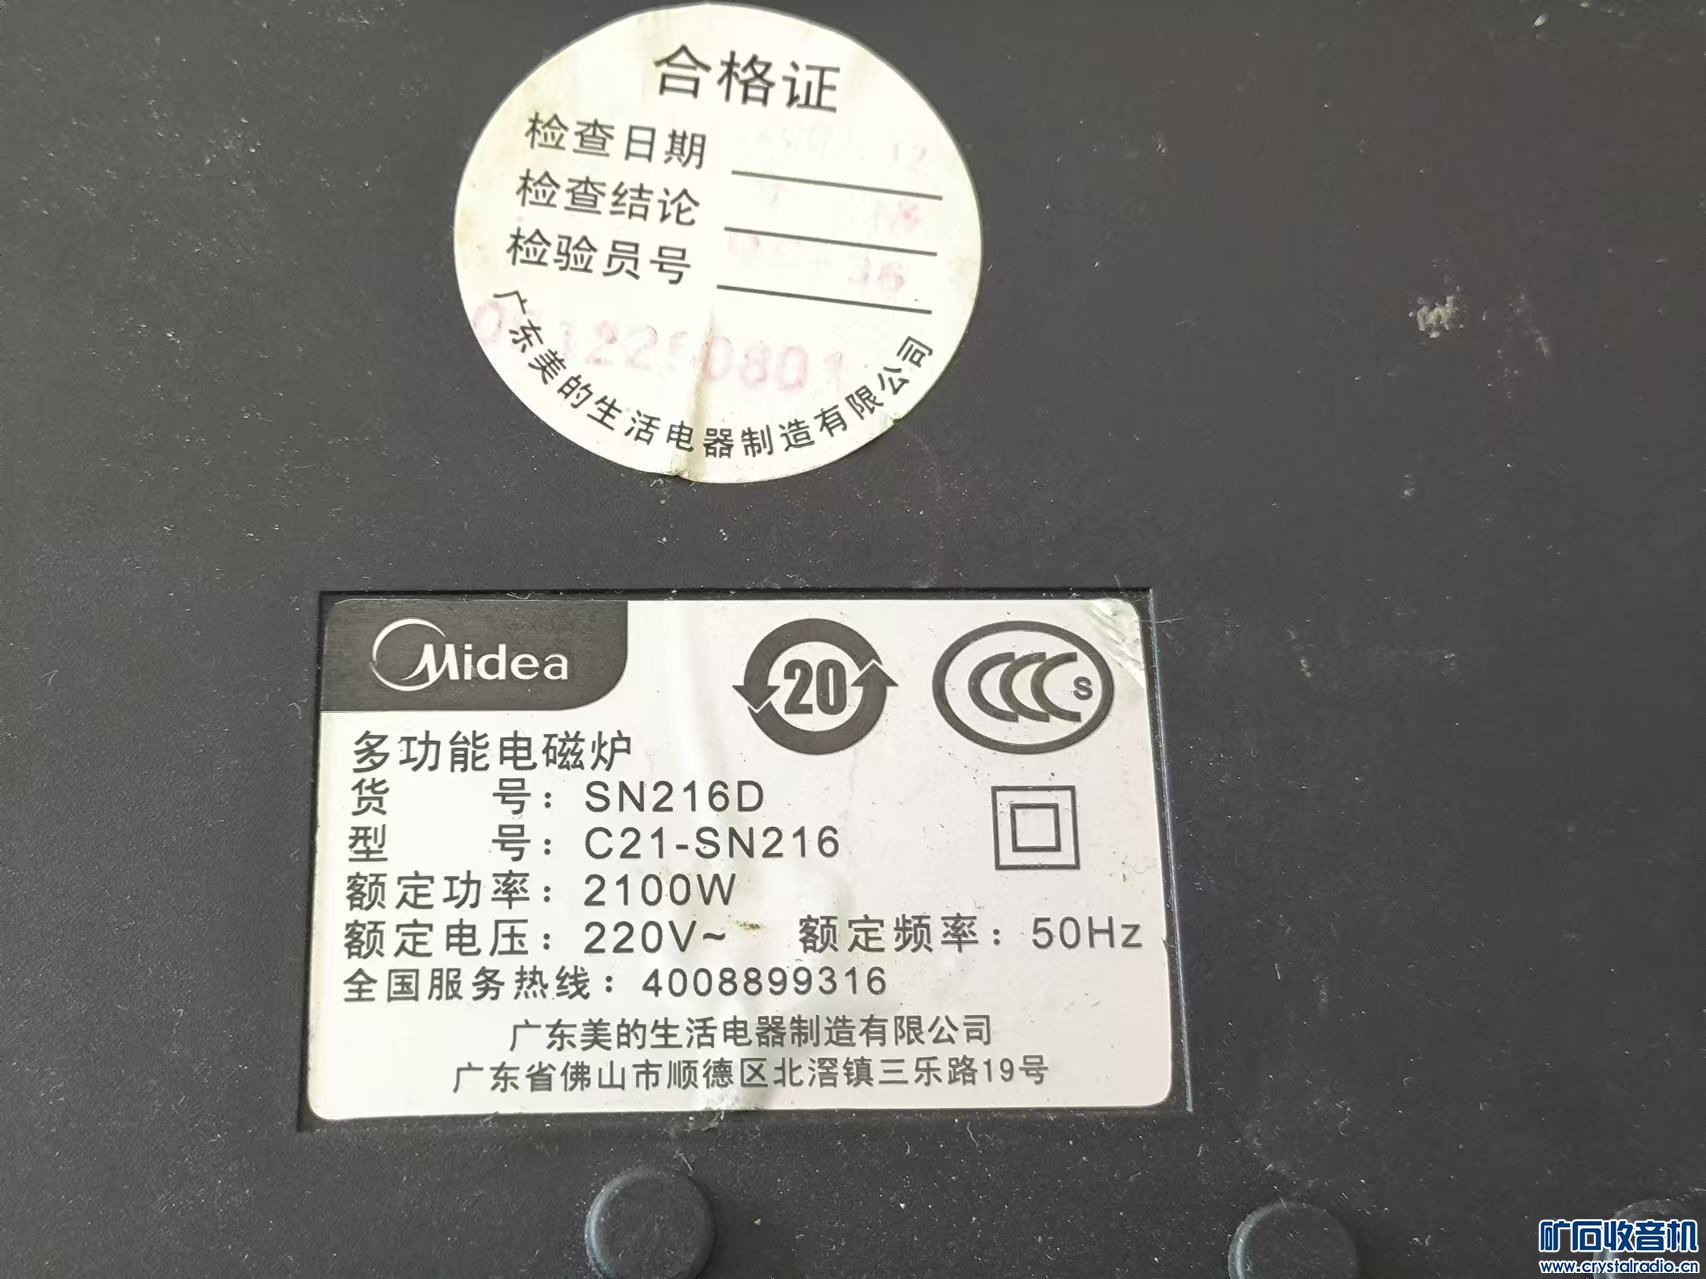 合格证
检查日期
检查结论
检验员号
广东美的生活电器制造有限公司
Midea
20
CCC S
多功能电磁炉
货 号：SN216D
型 号：C21-SN216
额定功率：2100W
额定电压：220V~ 额定频率：50Hz
全国服务热线：4008899316
广东美的生活电器制造有限公司
广东省佛山市顺德区北滘镇三乐路19号
矿石收音机
www.crystalradio.cn